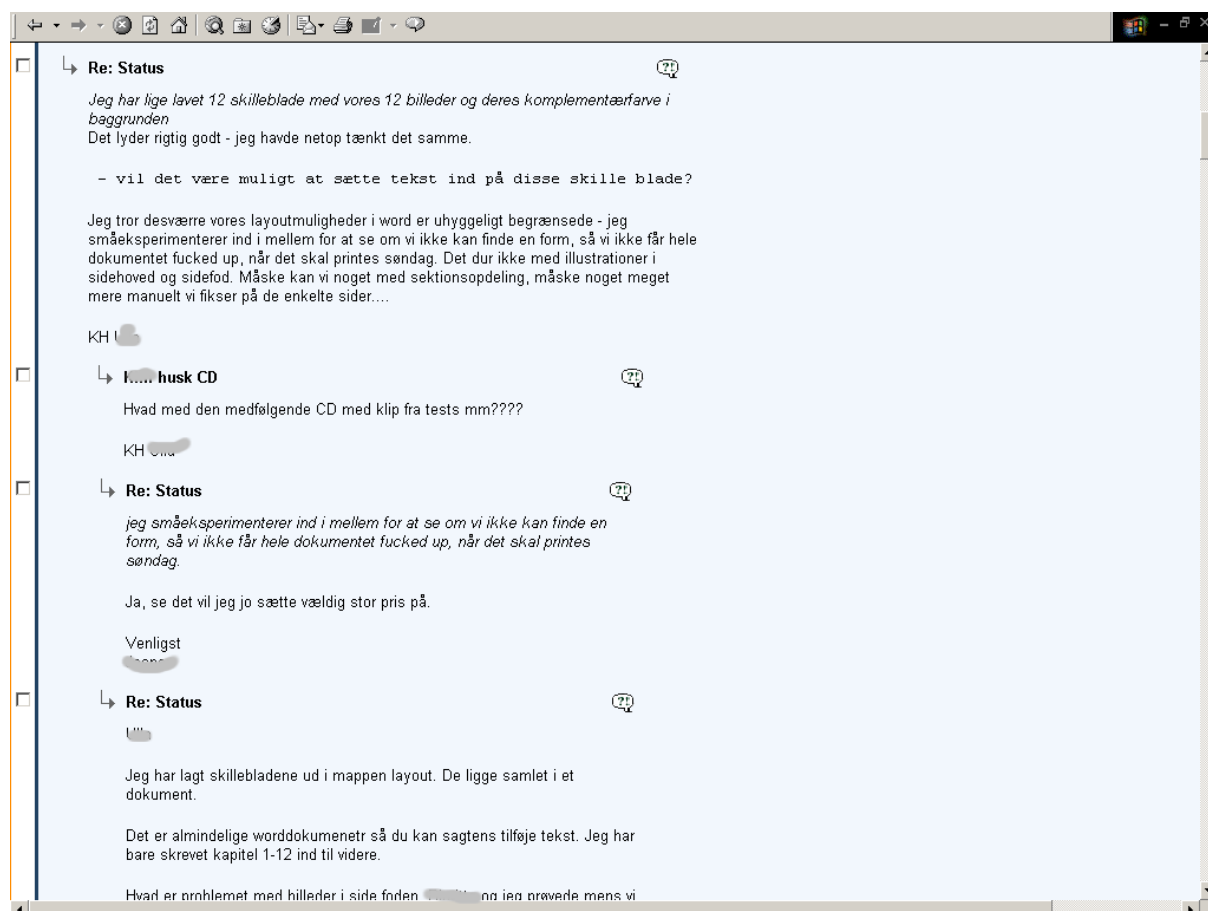 Re: Status
Jeg har lige lavet 12 skilleblade med vores 12 billeder og deres komplementærfarve i
baggrunden
Det lyder rigtig godt - jeg havde netop tænkt det samme.
- vil det være muligt at sætte tekst ind på disse skille blade?
Jeg tror desværre vores layoutmuligheder i word er uhyggeligt begrænsede - jeg
småeksperimenterer ind i mellem for at se om vi ikke kan finde en form, så vi ikke får hele
dokumentet fucked up, når det skal printes søndag. Det dur ikke med illustrationer i
sidehoved og sidefod. Måske kan vi noget med sektionsopdeling, måske noget meget
mere manuelt vi fikser på de enkelte sider....
KH
husk CD
Hvad med den medfølgende CD med klip fra tests mm????
KH
Re: Status
jeg småeksperimenterer ind i mellem for at se om vi ikke kan finde en
form, så vi ikke får hele dokumentet fucked up, når det skal printes
søndag.
Ja, se det vil jeg jo sætte vældig stor pris på.
Venligst
Re: Status
Jeg har lagt skillebladene ud i mappen layout. De ligge samlet i et
dokument.
Det er almindelige worddokumenetr så du kan sagtens tilføje tekst. Jeg har
bare skrevet kapitel 1-12 ind til videre.
Hvad er problemet med billeder i side foden og jeg prøvede mens vi